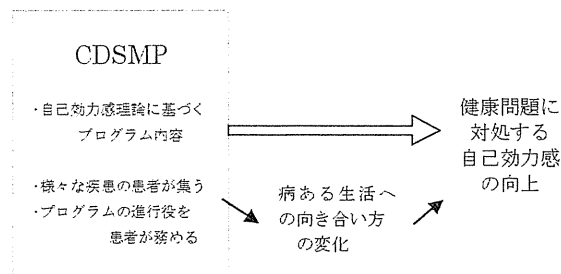 CDSMP
・自己効力感理論に基づく
プログラム内容
・様々な疾患の患者が集う
・プログラムの進行役を
患者が務める
病ある生活へ
の向き合い方
の変化
健康問題に
対処する
自己効力感
の向上